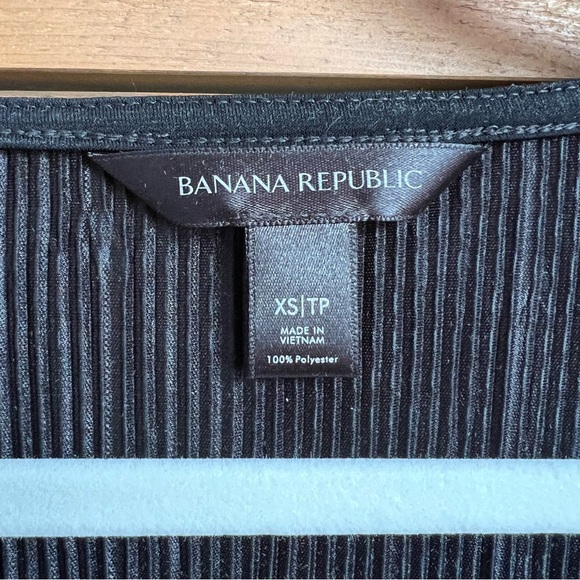 BANANA REPUBLIC
XS|TP
MADE IN
VIETNAM
100% Polyester